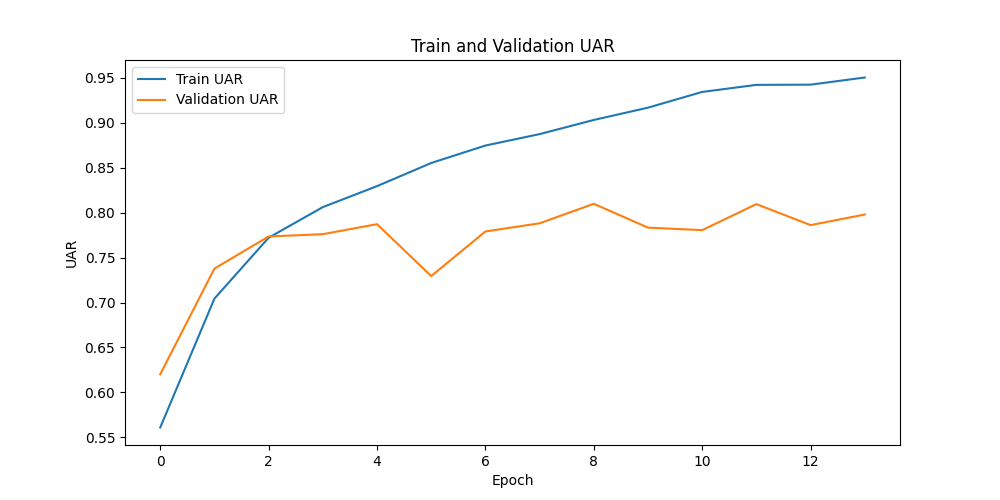 Train and Validation UAR
Train UAR
Validation UAR
0.95
0.90
0.85
0.80
0.75
0.70
0.65
0.60
0.55
UAR
0 2 4 6 8 10 12
Epoch